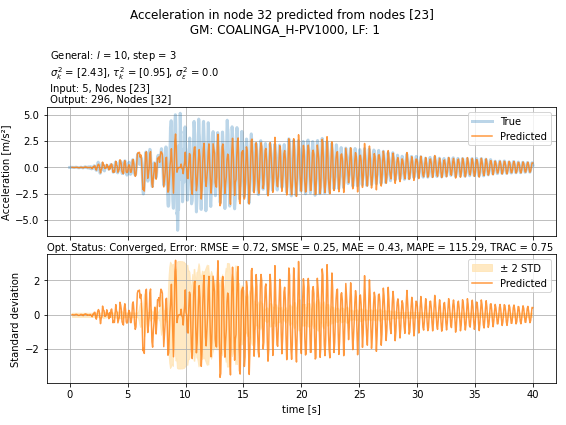 Acceleration in node 32 predicted from nodes [23]
GM: COALINGA_H-PV1000, LF: 1
General: l = 10, step = 3
σ²ₖ = [2.43], τ²ₖ = [0.95], σ²ε = 0.0
Input: 5, Nodes [23]
Output: 296, Nodes [32]
Acceleration [m/s²]
5.0
2.5
0.0
−2.5
−5.0
True
Predicted
Opt. Status: Converged, Error: RMSE = 0.72, SMSE = 0.25, MAE = 0.43, MAPE = 115.29, TRAC = 0.75
Standard deviation
2
0
−2
± 2 STD
Predicted
0 5 10 15 20 25 30 35 40
time [s]